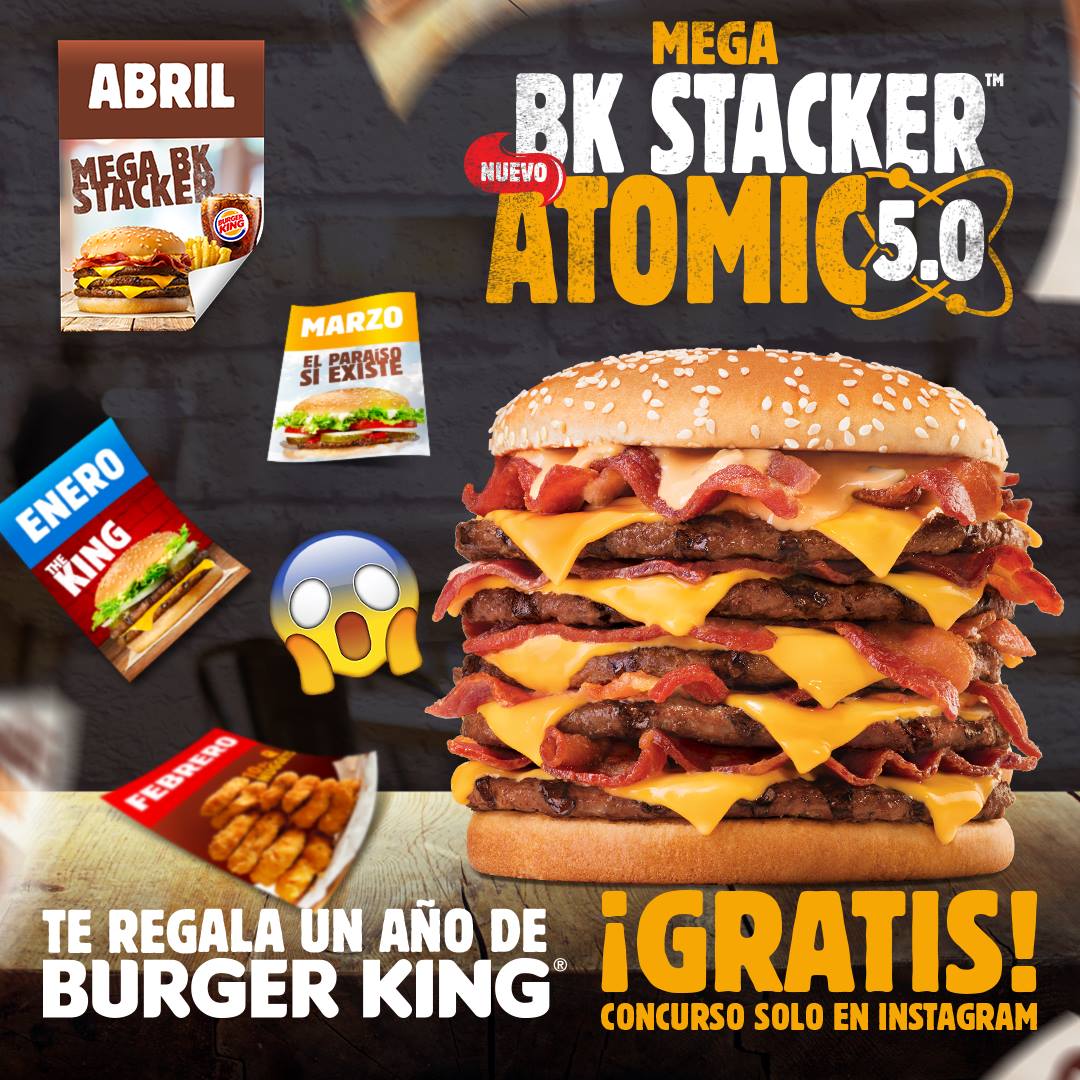 MEGA
BK STACKER™
NUEVO
ATOMIC 5.0
ABRIL
MEGA BK
STACKER
BURGER
KING
MARZO
EL PARAÍSO
SI EXISTE
ENERO
THE
KING
FEBRERO
TE REGALA UN AÑO DE
BURGER KING®
¡GRATIS!
CONCURSO SOLO EN INSTAGRAM